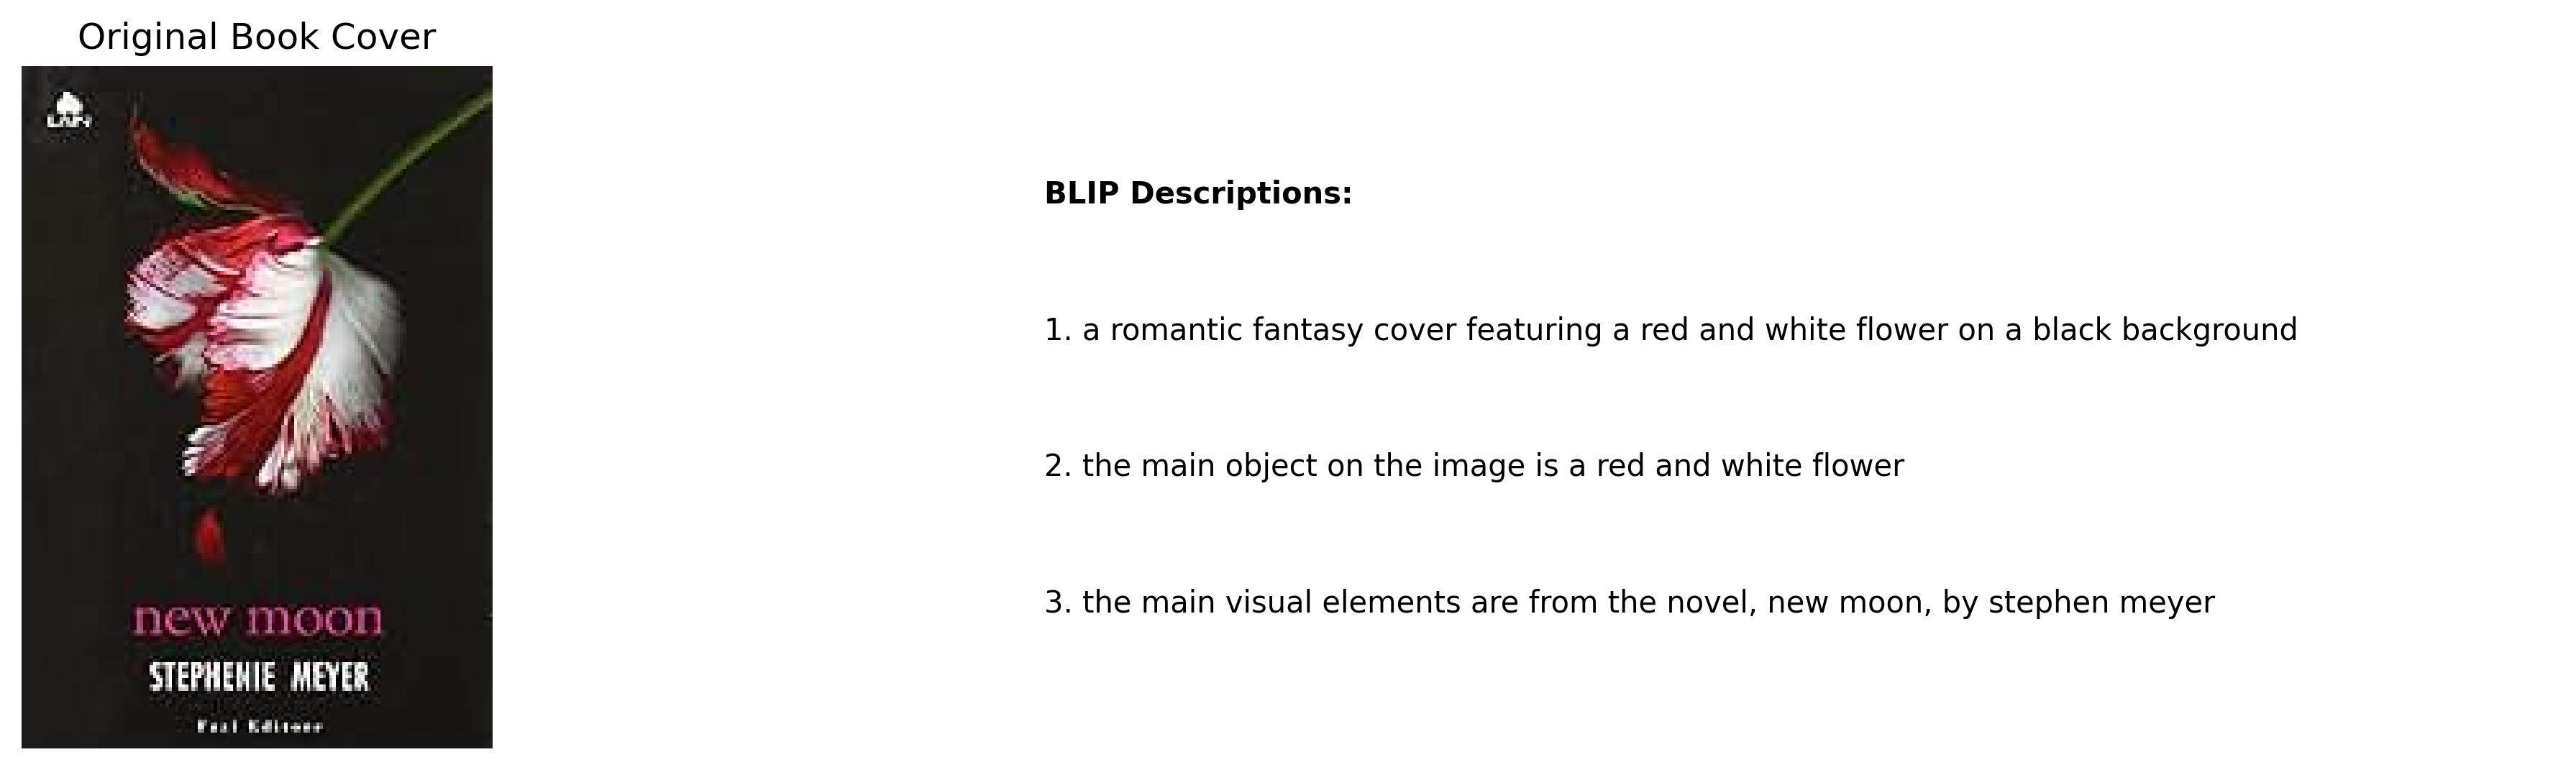 Original Book Cover
LAIN
new moon
STEPHENIE MEYER
Fazi Editore
BLIP Descriptions:
1. a romantic fantasy cover featuring a red and white flower on a black background
2. the main object on the image is a red and white flower
3. the main visual elements are from the novel, new moon, by stephen meyer